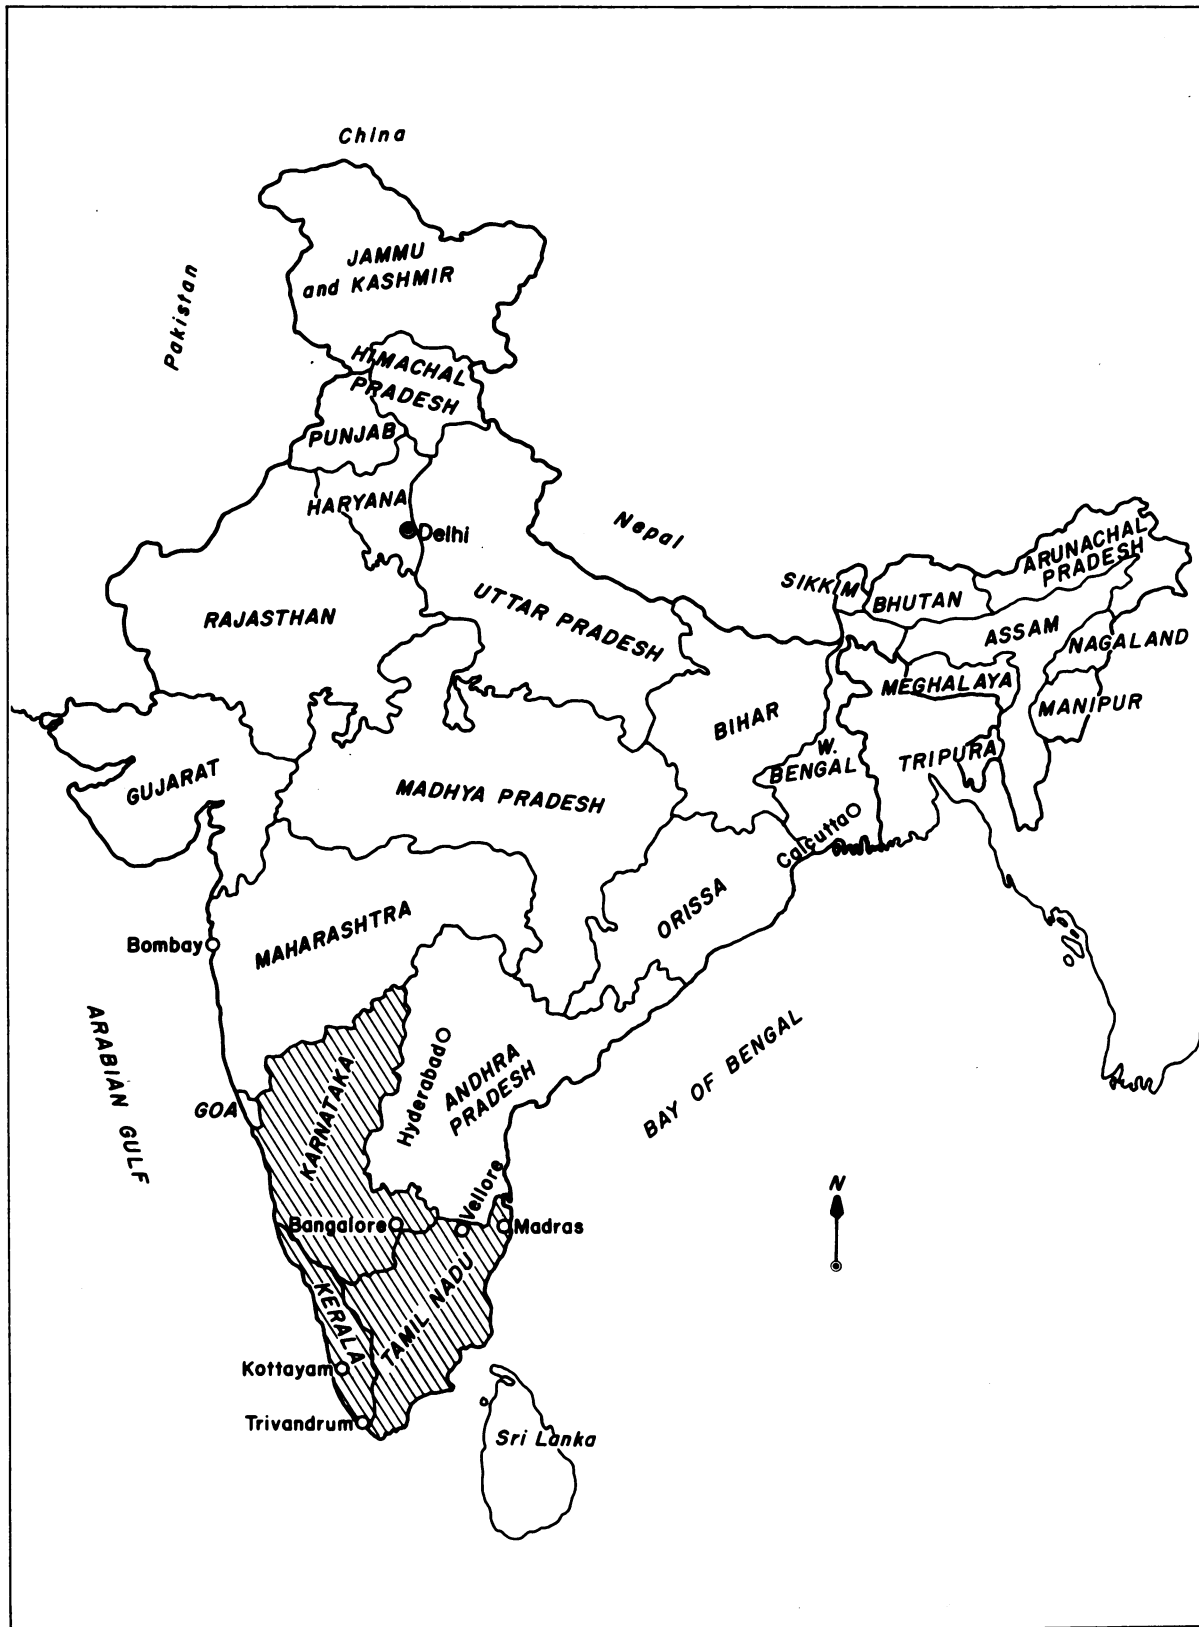 China
JAMMU
and KASHMIR
Pakistan
HIMACHAL
PRADESH
PUNJAB
HARYANA
Delhi
Nepal
ARUNACHAL
PRADESH
SIKKIM
BHUTAN
UTTAR PRADESH
RAJASTHAN
ASSAM
NAGALAND
MEGHALAYA
MANIPUR
BIHAR
W.
BENGAL
TRIPURA
GUJARAT
MADHYA PRADESH
Calcutta
ORISSA
MAHARASHTRA
Bombay
ARABIAN GULF
Hyderabad
ANDHRA
PRADESH
BAY OF BENGAL
KARNATAKA
GOA
N
Vellore
Bangalore
Madras
KERALA
TAMIL NADU
Kottayam
Trivandrum
Sri Lanka